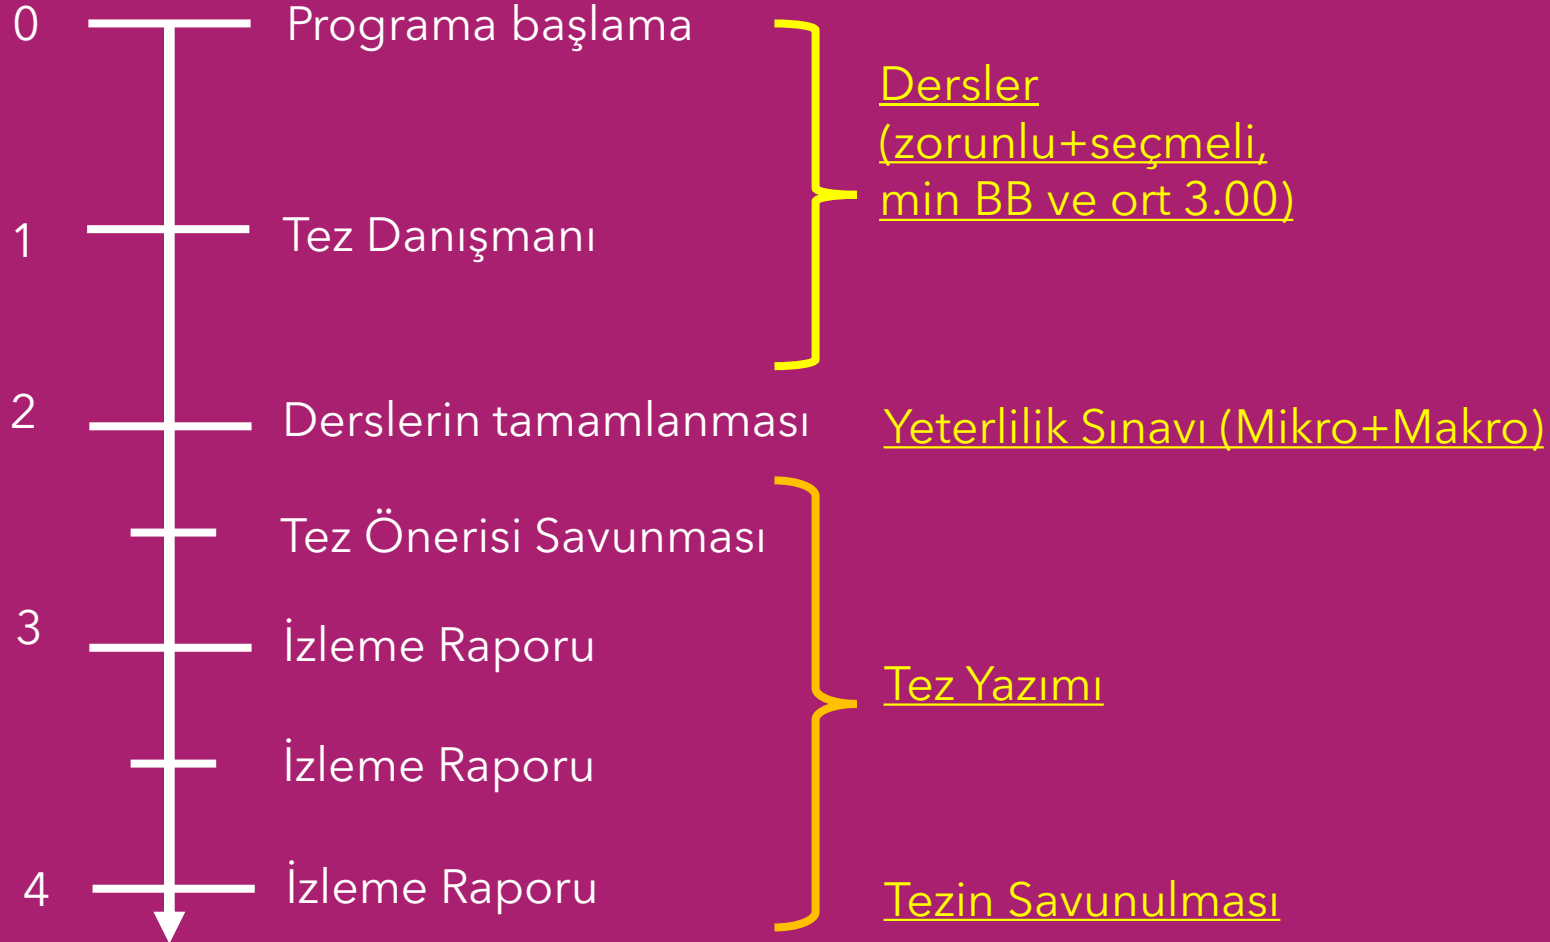 0
Programa başlama
Dersler
(zorunlu+seçmeli,
min BB ve ort 3.00)
1
Tez Danışmanı
2
Derslerin tamamlanması
Yeterlilik Sınavı (Mikro+Makro)
Tez Önerisi Savunması
3
İzleme Raporu
Tez Yazımı
İzleme Raporu
4
İzleme Raporu
Tezin Savunulması